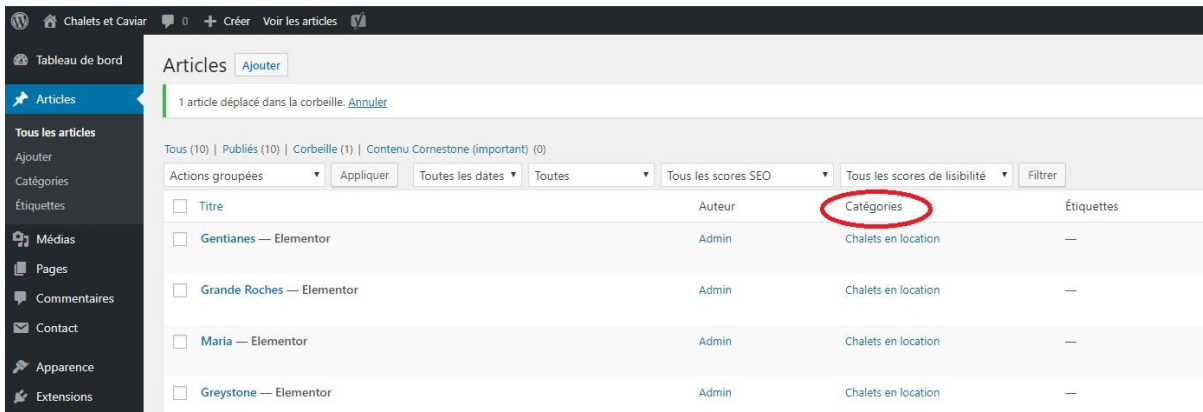 Chalets et Caviar 0 + Créer Voir les articles
Tableau de bord
Articles
Tous les articles
Ajouter
Catégories
Étiquettes
Médias
Pages
Commentaires
Contact
Apparence
Extensions
Articles Ajouter
1 article déplacé dans la corbeille. Annuler
Tous (10) | Publiés (10) | Corbeille (1) | Contenu Cornestone (important) (0)
Actions groupées Appliquer Toutes les dates Toutes Tous les scores SEO Tous les scores de lisibilité Filtrer
Titre Auteur Catégories Étiquettes
Gentianes — Elementor Admin Chalets en location —
Grande Roches — Elementor Admin Chalets en location —
Maria — Elementor Admin Chalets en location —
Greystone — Elementor Admin Chalets en location —